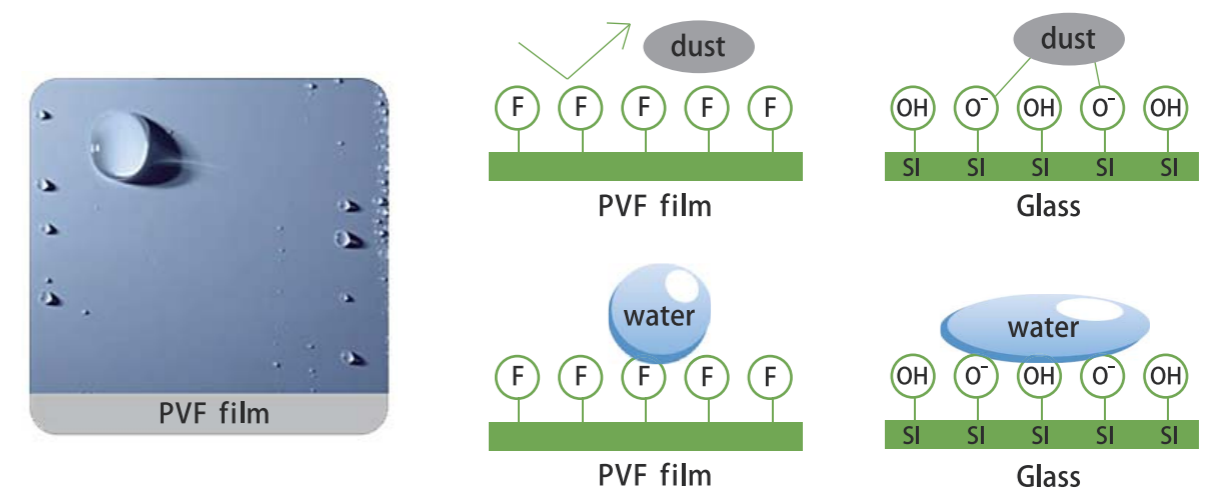 PVF film
dust
F F F F F
PVF film
dust
OH O⁻ OH O⁻ OH
SI SI SI SI SI
Glass
water
F F F F F
PVF film
water
OH O⁻ OH O⁻ OH
SI SI SI SI SI
Glass